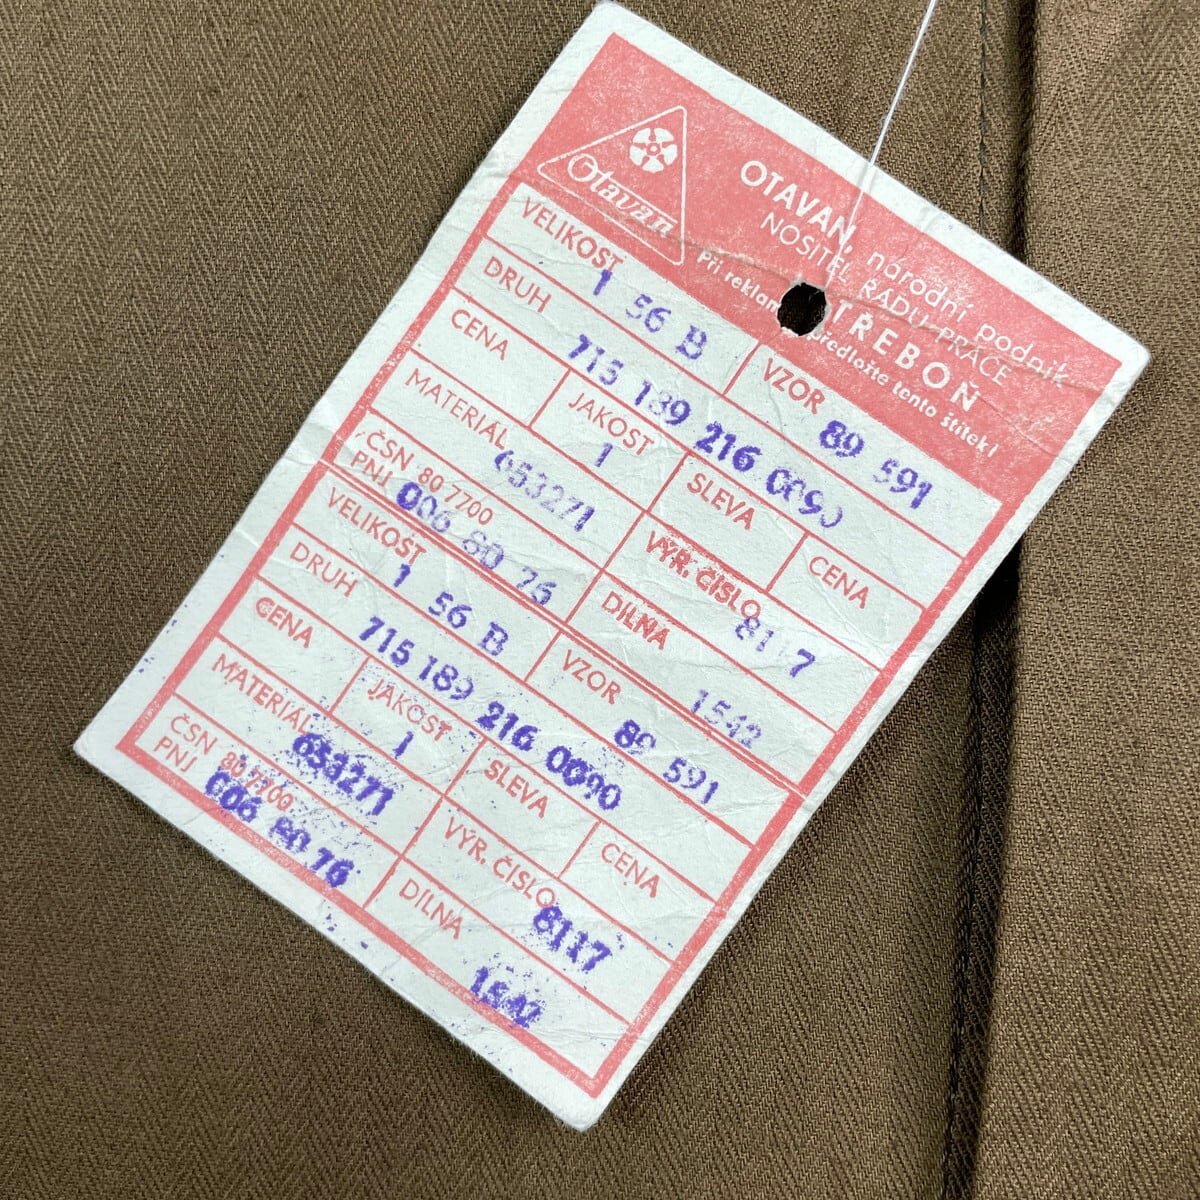 Otavan
OTAVAN, národní podnik
NOSITEL ŘÁDU PRÁCE
TŘEBOŇ
Při reklam předložte tento štítek!
VELIKOST 1 56 B VZOR 89 591
DRUH 715 189 216 0090
CENA JAKOST 1 SLEVA CENA
MATERIÁL 653271 VÝR. ČÍSLO 8117
ČSN 80 7700
PNJ 006 80 76 DÍLNA 1542
VELIKOST 1 56 B VZOR 89 591
DRUH 715 189 216 0090
CENA JAKOST 1 SLEVA CENA
MATERIÁL 653271 VÝR. ČÍSLO 8117
ČSN 80 7700
PNJ 006 80 76 DÍLNA 1542